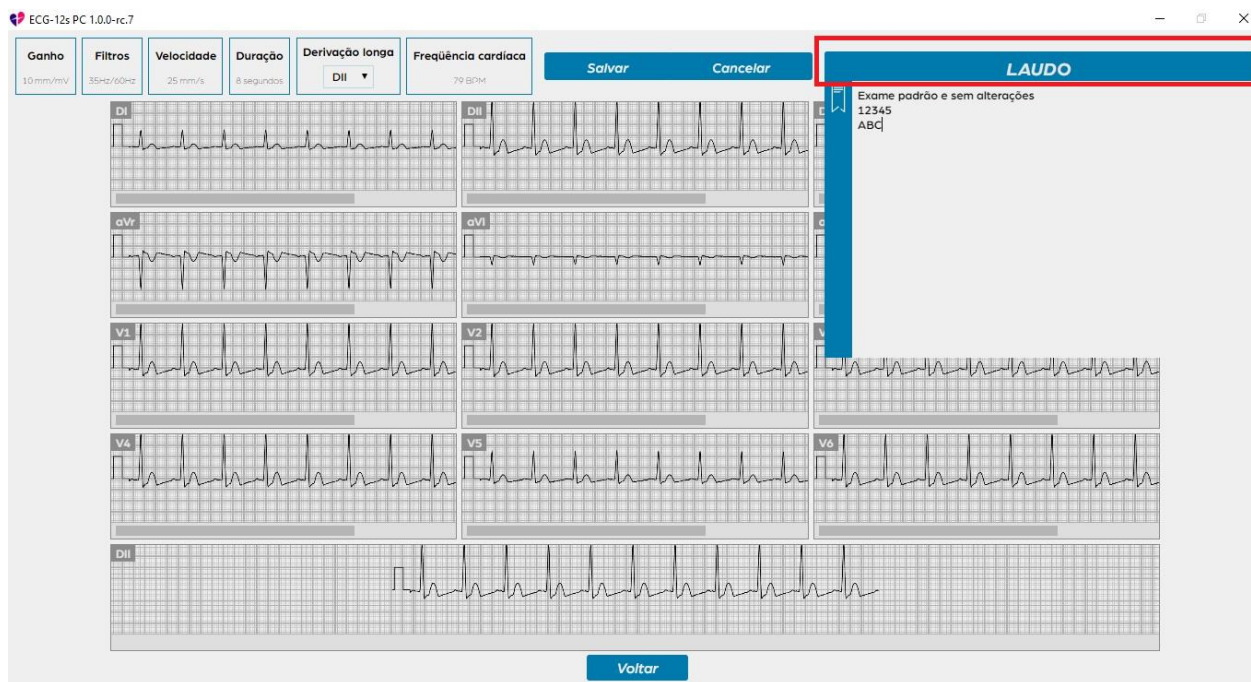 ECG-12s PC 1.0.0-rc.7
Ganho
10 mm/mV
Filtros
35Hz/60Hz
Velocidade
25 mm/s
Duração
8 segundos
Derivação longa
DII
Freqüência cardíaca
79 BPM
Salvar
Cancelar
LAUDO
Exame padrão e sem alterações
12345
ABC
DI
DII
aVr
aVl
V1
V2
V4
V5
V6
DII
Voltar